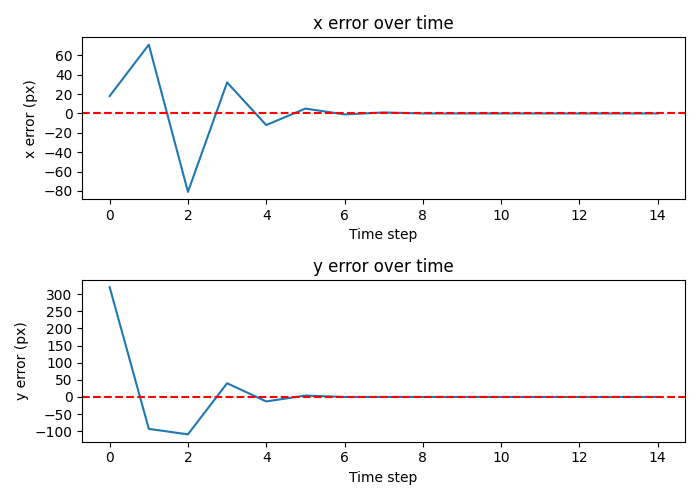 x error over time
60
40
20
0
−20
−40
−60
−80
x error (px)
0 2 4 6 8 10 12 14
Time step
y error over time
300
250
200
150
100
50
0
−50
−100
y error (px)
0 2 4 6 8 10 12 14
Time step